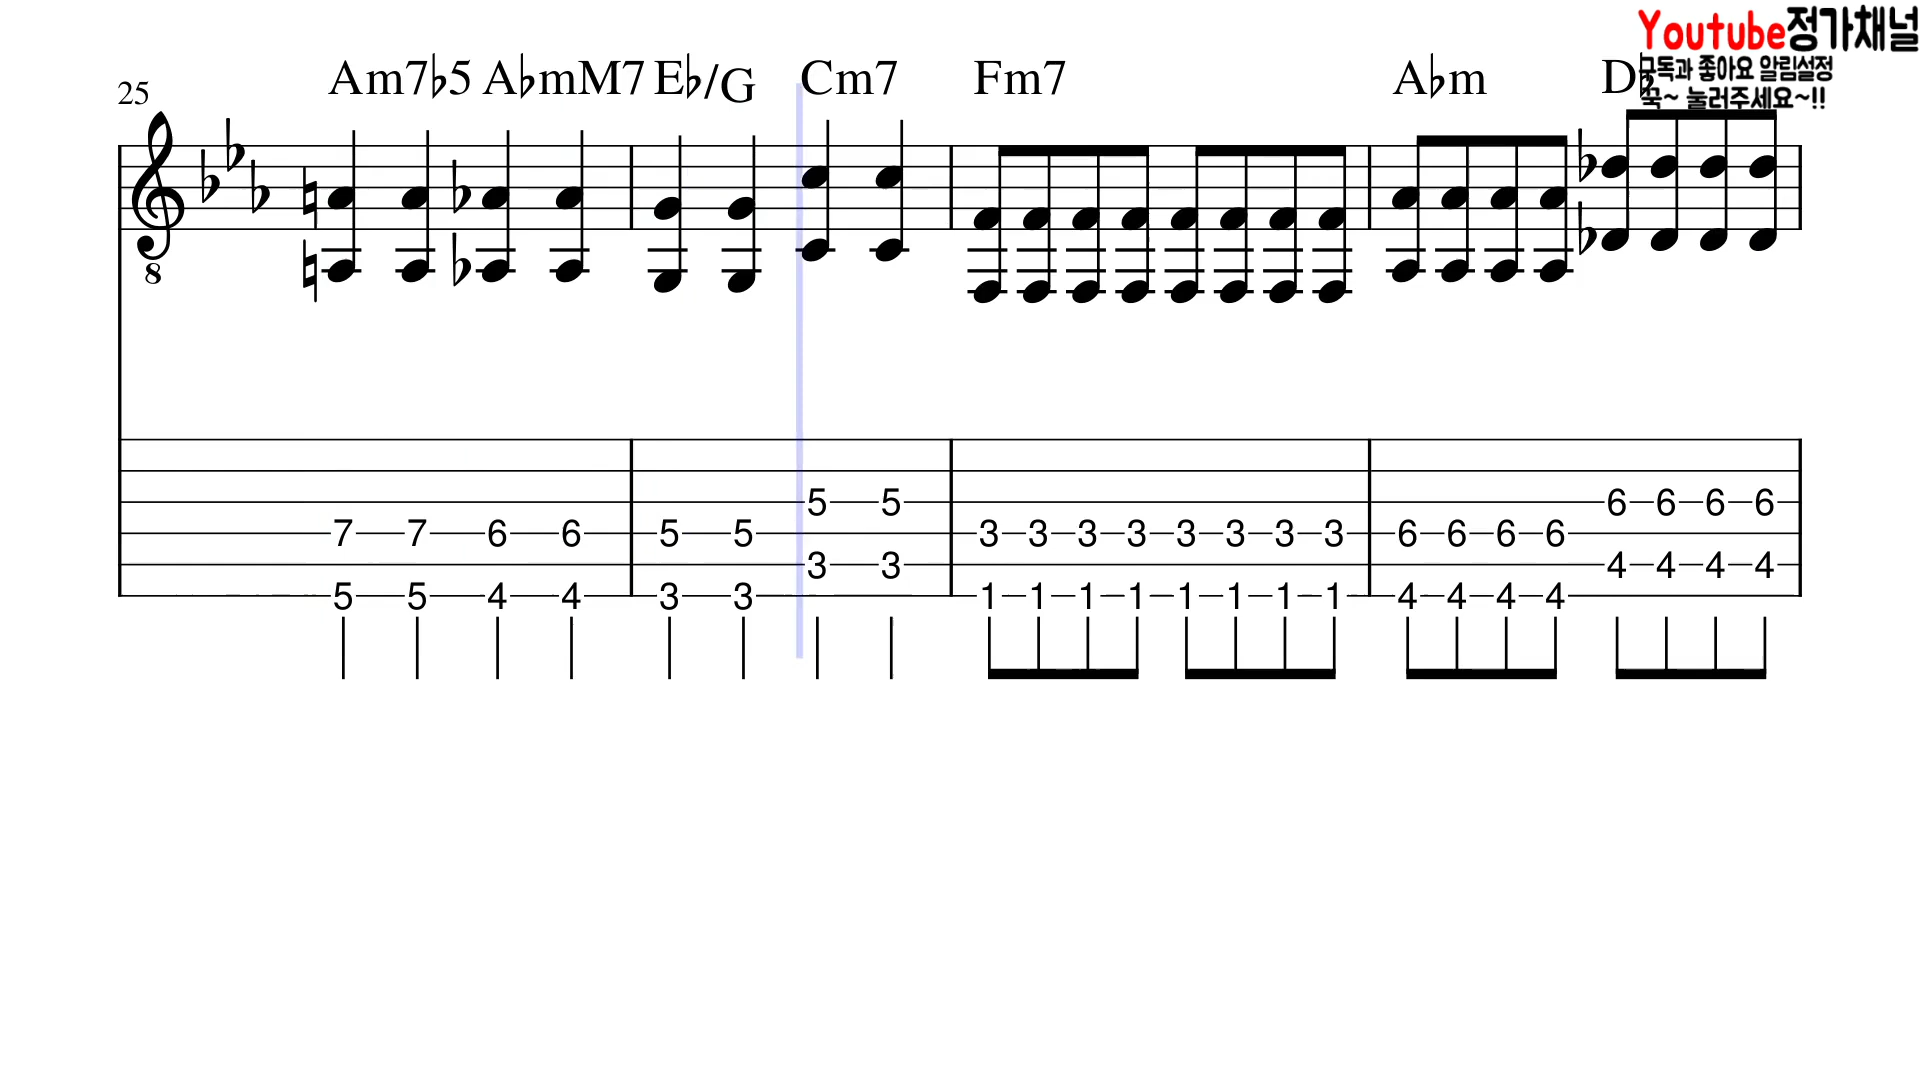 Youtube정가채널
구독과 좋아요 알림설정
꾹~ 눌러주세요~!!
25 Am7♭5 A♭mM7 E♭/G Cm7 Fm7 A♭m D♭
8
5 5 6 6 6 6
7 7 6 6 5 5 3 3 3 3 3 3 3 3 6 6 6 6
3 3 4 4 4 4
5 5 4 4 3 3 1 1 1 1 1 1 1 1 4 4 4 4